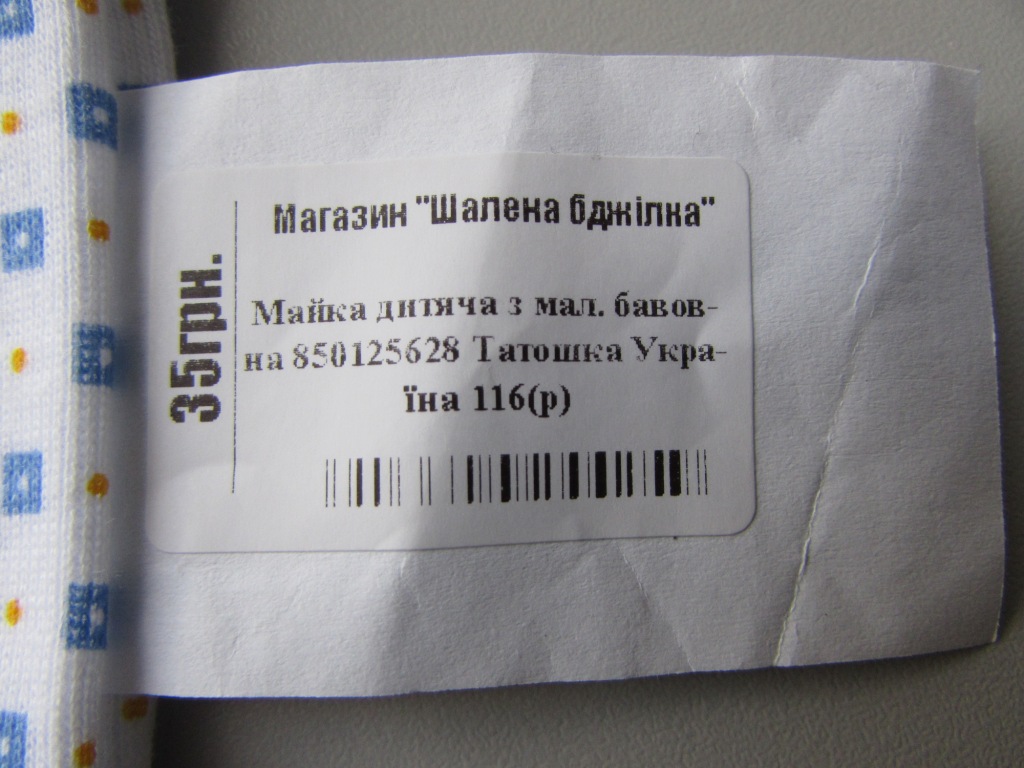 Магазин "Шалена бджілка"
35грн.
Майка дитяча з мал. бавов-
на 850125628 Татошка Укра-
їна 116(р)